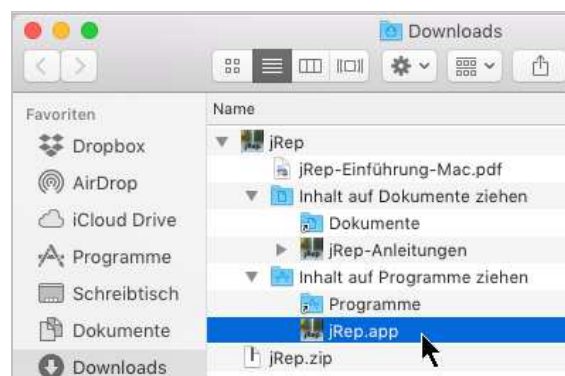 Downloads
Favoriten
Dropbox
AirDrop
iCloud Drive
Programme
Schreibtisch
Dokumente
Downloads
Name
jRep
jRep-Einführung-Mac.pdf
Inhalt auf Dokumente ziehen
Dokumente
jRep-Anleitungen
Inhalt auf Programme ziehen
Programme
jRep.app
jRep.zip